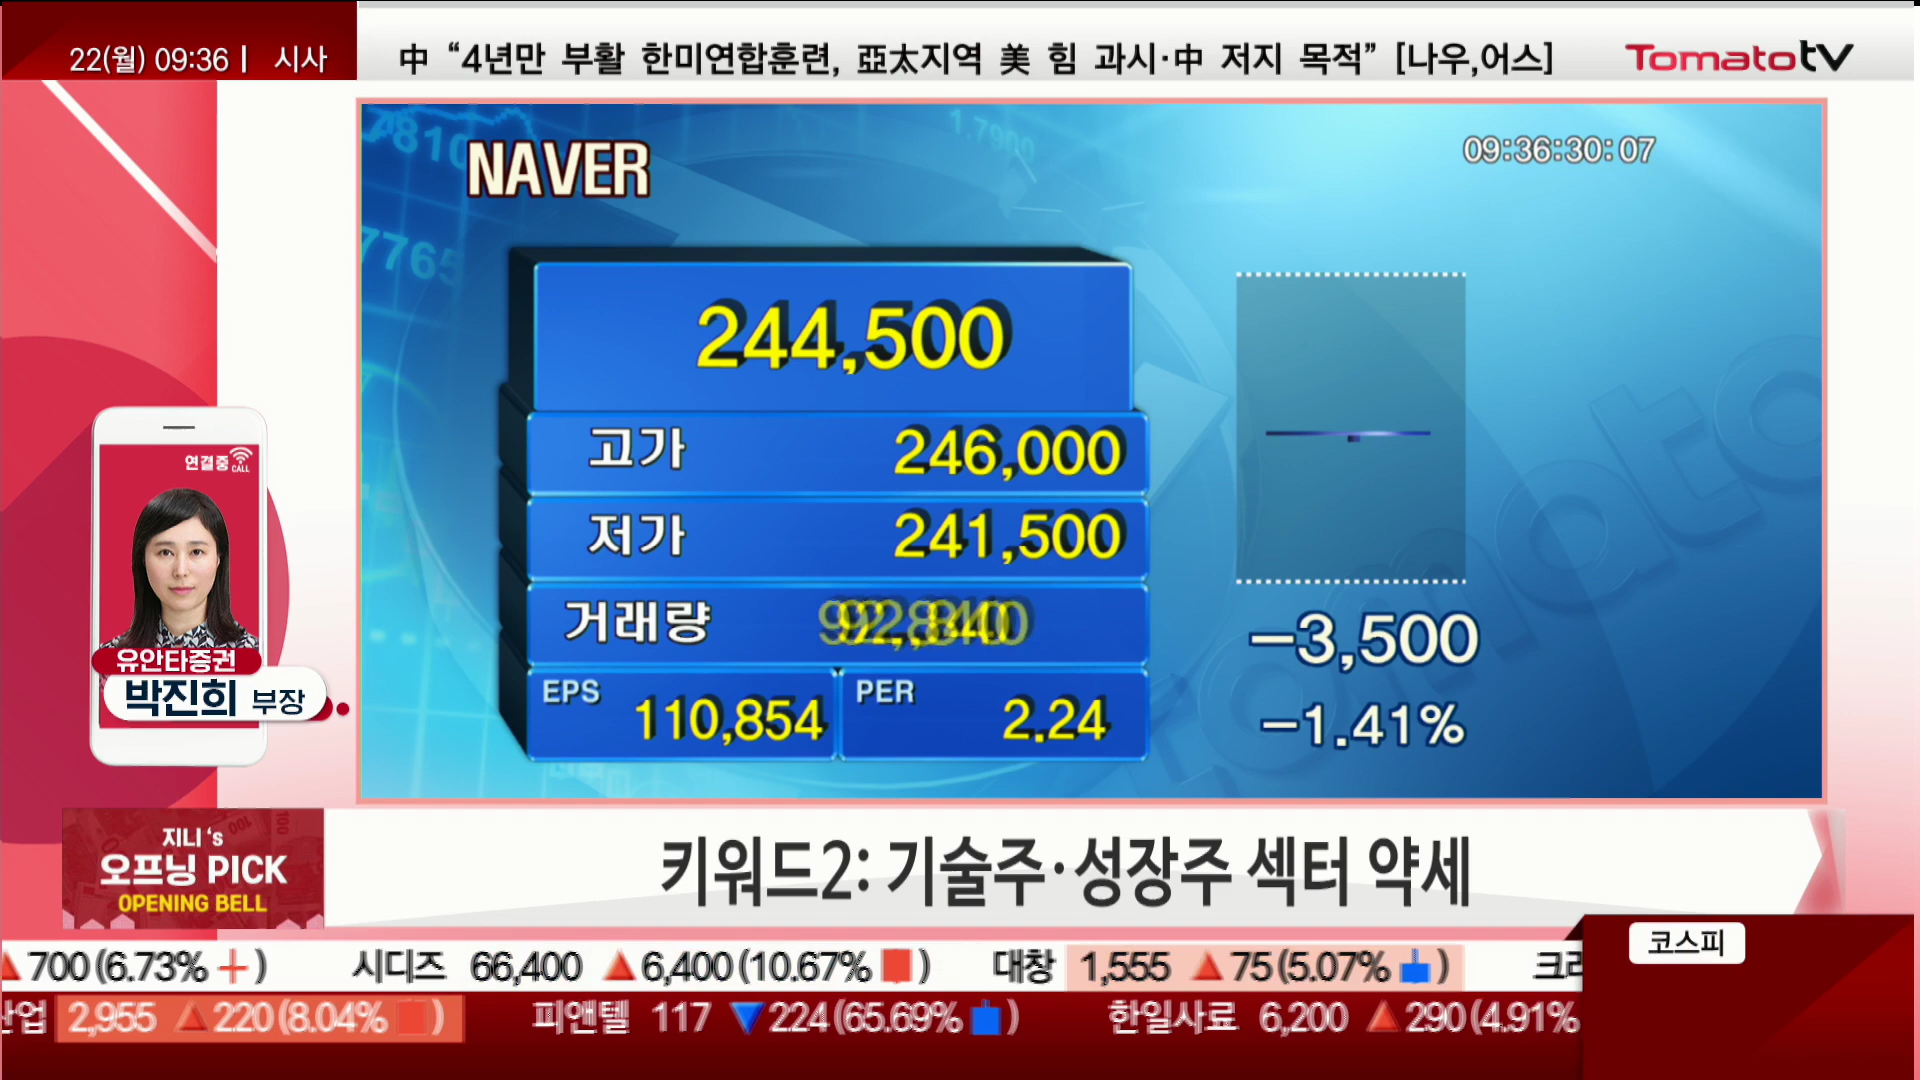 22(월) 09:36 | 시사
中 “4년만 부활 한미연합훈련, 亞太지역 美 힘 과시·中 저지 목적” [나우,어스]
Tomato tV
NAVER
09:36:30:07
244,500
고가 246,000
저가 241,500
거래량
EPS 110,854 PER 2.24
-3,500
-1.41%
연결중 CALL
유안타증권
박진희 부장
지니 ‘s
오프닝 PICK
OPENING BELL
키워드2: 기술주·성장주 섹터 약세
코스피
▲700(6.73% ) 시디즈 66,400 ▲6,400(10.67% ) 대창 1,555 ▲75(5.07% )
산업 2,955 ▲220(8.04% ) 피앤텔 117 ▼224(65.69% ) 한일사료 6,200 ▲290(4.91%